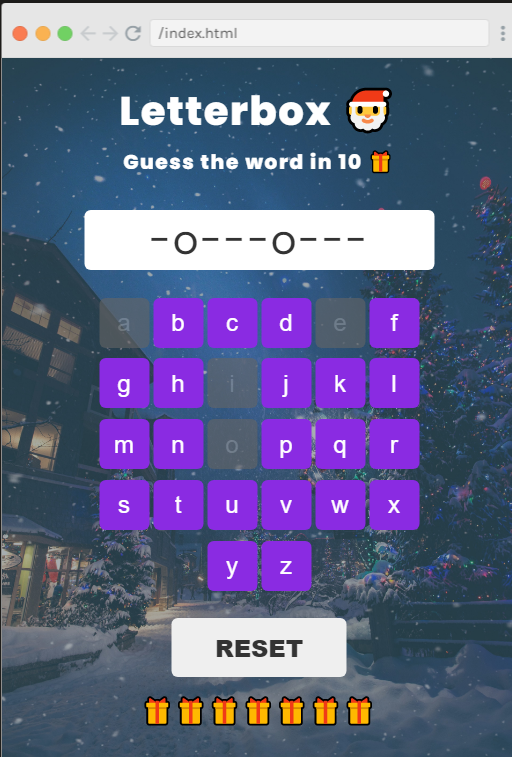 /index.html
Letterbox
Guess the word in 10
-o---o---
a b c d e f
g h i j k l
m n o p q r
s t u v w x
y z
RESET